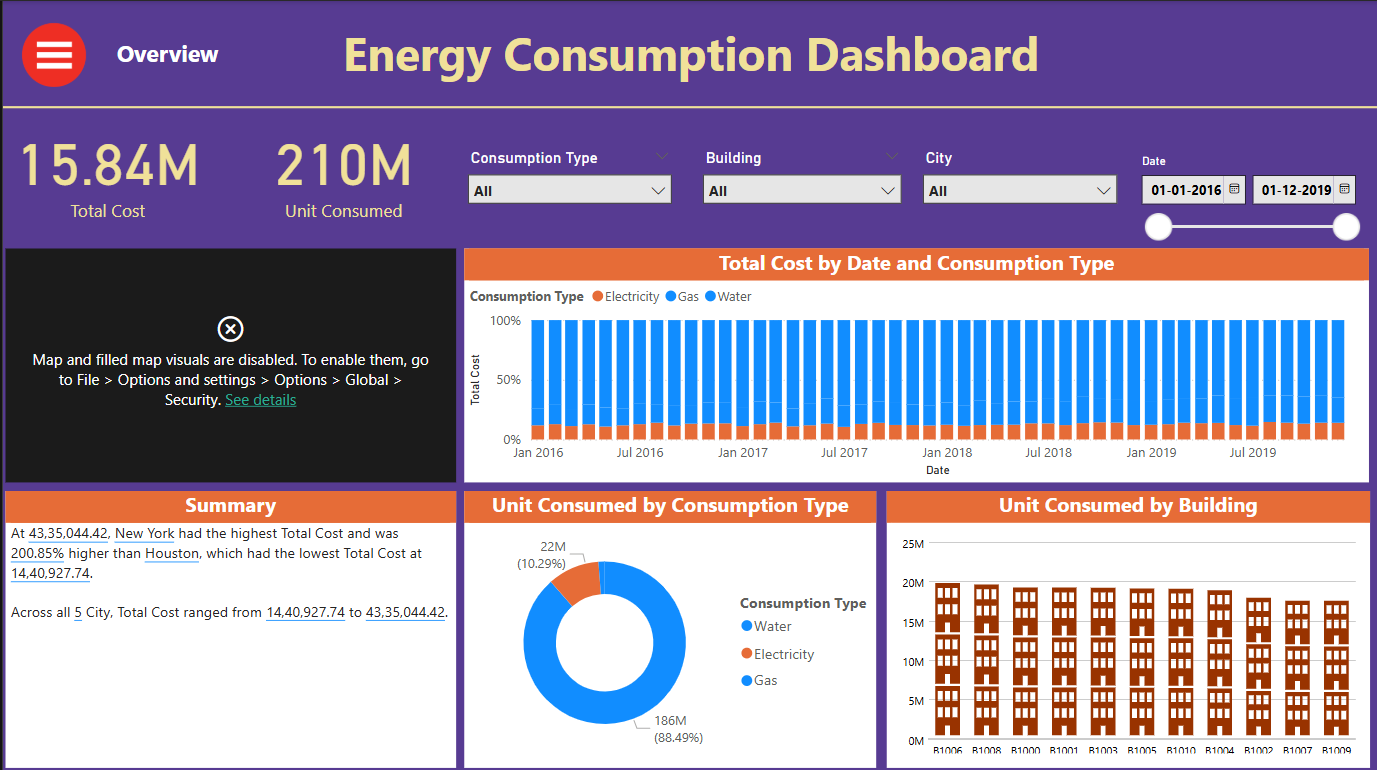 Overview
Energy Consumption Dashboard
15.84M
Total Cost
210M
Unit Consumed
Consumption Type
All
Building
All
City
All
Date
01-01-2016
01-12-2019
Map and filled map visuals are disabled. To enable them, go
to File > Options and settings > Options > Global >
Security. See details
Total Cost by Date and Consumption Type
Consumption Type Electricity Gas Water
Total Cost
100%
50%
0%
Jan 2016 Jul 2016 Jan 2017 Jul 2017 Jan 2018 Jul 2018 Jan 2019 Jul 2019
Date
Summary
At 43,35,044.42, New York had the highest Total Cost and was
200.85% higher than Houston, which had the lowest Total Cost at
14,40,927.74.
Across all 5 City, Total Cost ranged from 14,40,927.74 to 43,35,044.42.
Unit Consumed by Consumption Type
22M
(10.29%)
186M
(88.49%)
Consumption Type
Water
Electricity
Gas
Unit Consumed by Building
25M
20M
15M
10M
5M
0M
B1006 B1008 B1000 B1001 B1003 B1005 B1010 B1004 B1002 B1007 B1009